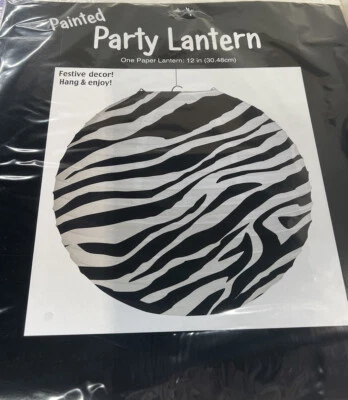 Painted
Party Lantern
One Paper Lantern: 12 in (30.48cm)
Festive decor!
Hang & enjoy!